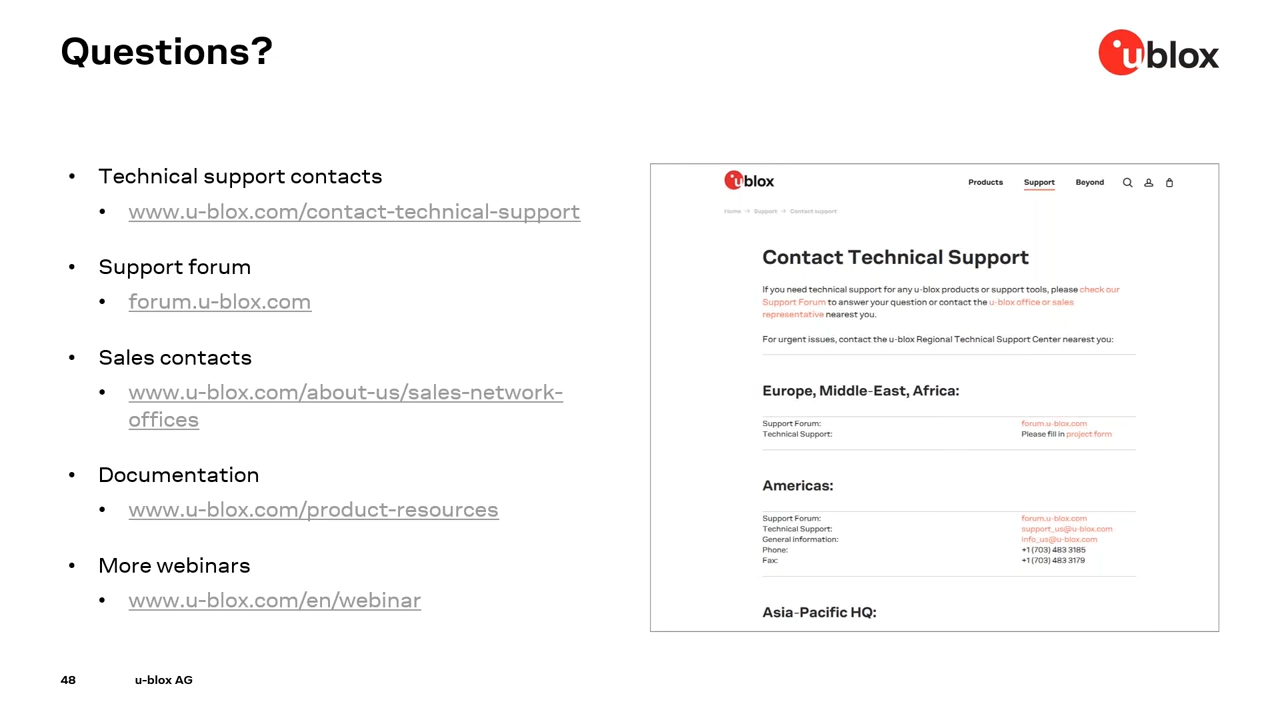 Questions?
ublox
• Technical support contacts
• www.u-blox.com/contact-technical-support
• Support forum
• forum.u-blox.com
• Sales contacts
• www.u-blox.com/about-us/sales-network-
offices
• Documentation
• www.u-blox.com/product-resources
• More webinars
• www.u-blox.com/en/webinar
ublox
Products Support Beyond
Home → Support → Contact support
Contact Technical Support
If you need technical support for any u-blox products or support tools, please check our
Support Forum to answer your question or contact the u-blox office or sales
representative nearest you.
For urgent issues, contact the u-blox Regional Technical Support Center nearest you:
Europe, Middle-East, Africa:
Support Forum: forum.u-blox.com
Technical Support: Please fill in project form
Americas:
Support Forum: forum.u-blox.com
Technical Support: support_us@u-blox.com
General information: info_us@u-blox.com
Phone: +1 (703) 483 3185
Fax: +1 (703) 483 3179
Asia-Pacific HQ:
48 u-blox AG